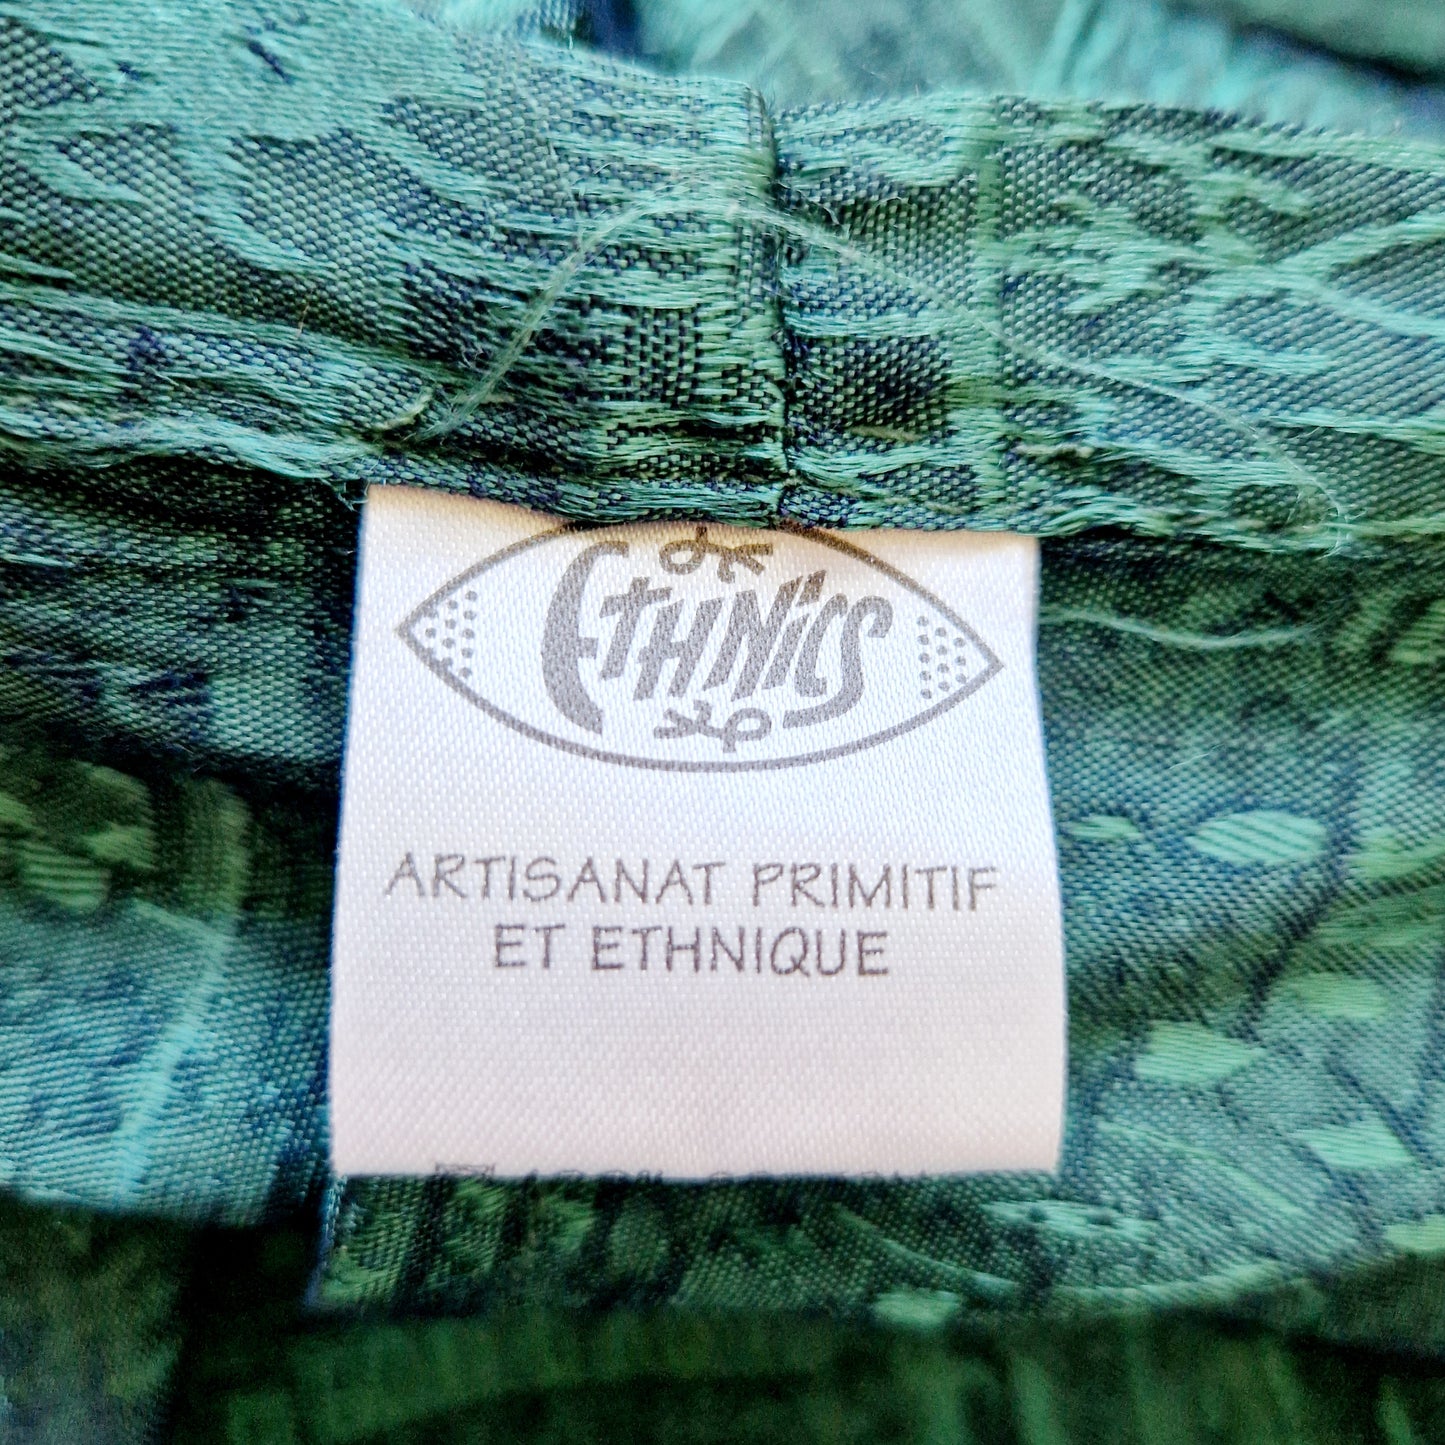 ETHNICS
ARTISANAT PRIMITIF
ET ETHNIQUE